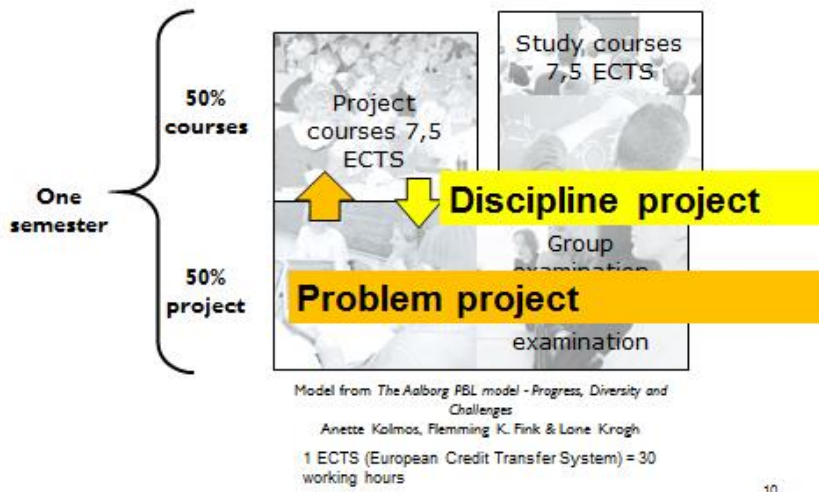 One
semester
50%
courses
50%
project
Project
courses 7,5
ECTS
Study courses
7,5 ECTS
Discipline project
Group
examination
Problem project
examination
Model from The Aalborg PBL model - Progress, Diversity and
Challenges
Anette Kolmos, Flemming K. Fink & Lone Krogh
1 ECTS (European Credit Transfer System) = 30
working hours
10